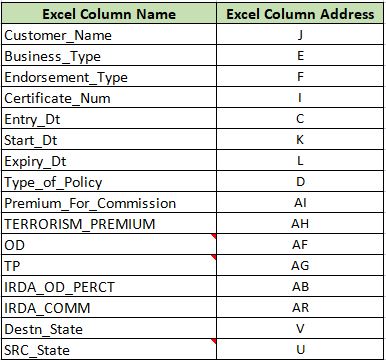 Excel Column Name Excel Column Address
Customer_Name J
Business_Type E
Endorsement_Type F
Certificate_Num I
Entry_Dt C
Start_Dt K
Expiry_Dt L
Type_of_Policy D
Premium_For_Commission AI
TERRORISM_PREMIUM AH
OD AF
TP AG
IRDA_OD_PERCT AB
IRDA_COMM AR
Destn_State V
SRC_State U